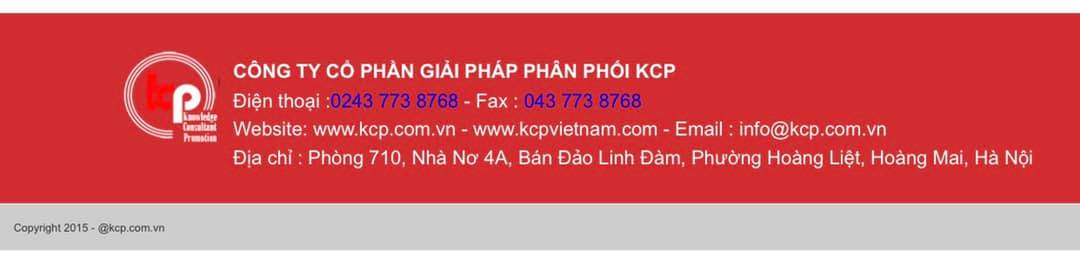 kcp
Knowledge
Consultant
Promotion
CÔNG TY CỔ PHẦN GIẢI PHÁP PHÂN PHỐI KCP
Điện thoại :0243 773 8768 - Fax : 043 773 8768
Website: www.kcp.com.vn - www.kcpvietnam.com - Email : info@kcp.com.vn
Địa chỉ : Phòng 710, Nhà Nơ 4A, Bán Đảo Linh Đàm, Phường Hoàng Liệt, Hoàng Mai, Hà Nội
Copyright 2015 - @kcp.com.vn